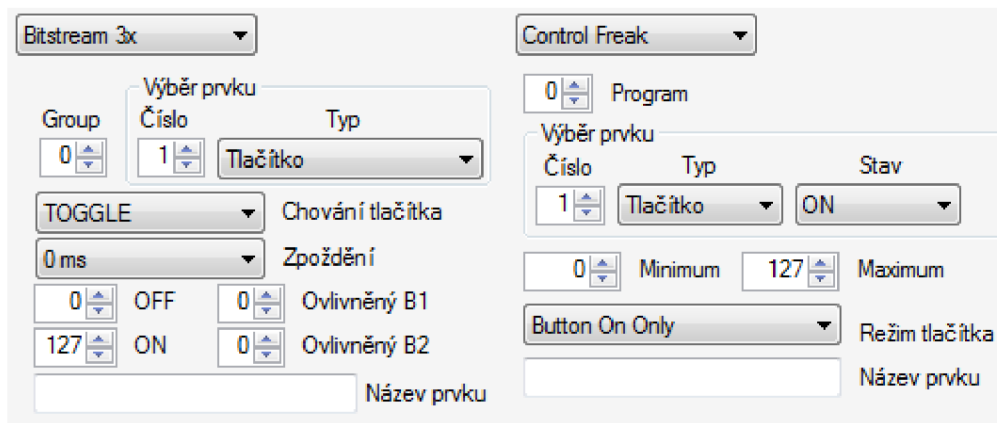 Bitstream 3x
Výběr prvku
Group Číslo Typ
0 1 Tlačítko
TOGGLE Chování tlačítka
0 ms Zpoždění
0 OFF 0 Ovlivněný B1
127 ON 0 Ovlivněný B2
Název prvku
Control Freak
0 Program
Výběr prvku
Číslo Typ Stav
1 Tlačítko ON
0 Minimum 127 Maximum
Button On Only Režim tlačítka
Název prvku